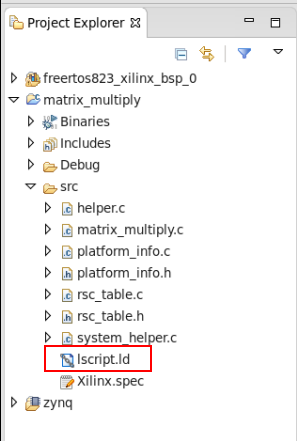 Project Explorer
freertos823_xilinx_bsp_0
matrix_multiply
Binaries
Includes
Debug
src
helper.c
matrix_multiply.c
platform_info.c
platform_info.h
rsc_table.c
rsc_table.h
system_helper.c
lscript.ld
Xilinx.spec
zynq